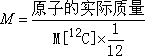 M = 原子的实际质量 / M[¹²C]× 1/12